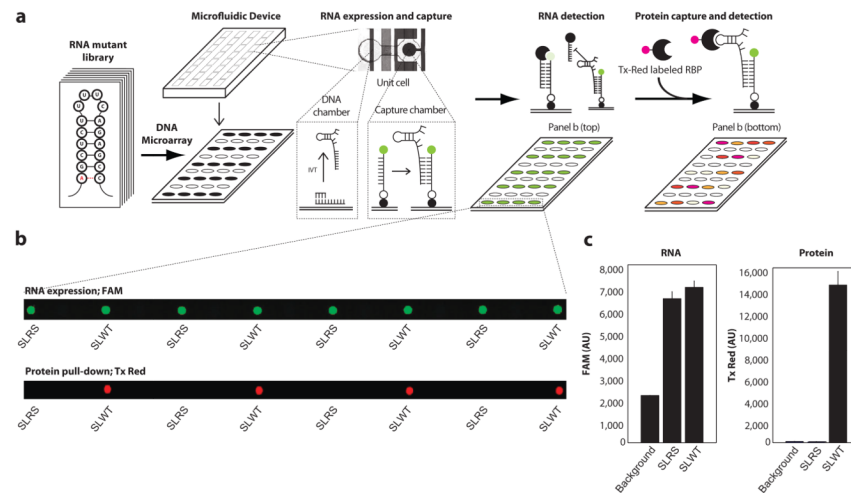 a
Microfluidic Device
RNA expression and capture
RNA detection
Protein capture and detection
RNA mutant
library
Unit cell
Tx-Red labeled RBP
DNA
chamber
Capture chamber
DNA
Microarray
IVT
Panel b (top)
Panel b (bottom)
U U
U A
C G
U A
C G
G C
A C
b
RNA expression; FAM
SLRS SLWT SLRS SLWT SLRS SLWT SLRS SLWT
Protein pull-down; Tx Red
SLRS SLWT SLRS SLWT SLRS SLWT SLRS SLWT
c
RNA
8,000
7,000
6,000
5,000
4,000
3,000
2,000
1,000
0
FAM (AU)
Background SLRS SLWT
Protein
16,000
14,000
12,000
10,000
8,000
6,000
4,000
2,000
0
Tx Red (AU)
Background SLRS SLWT